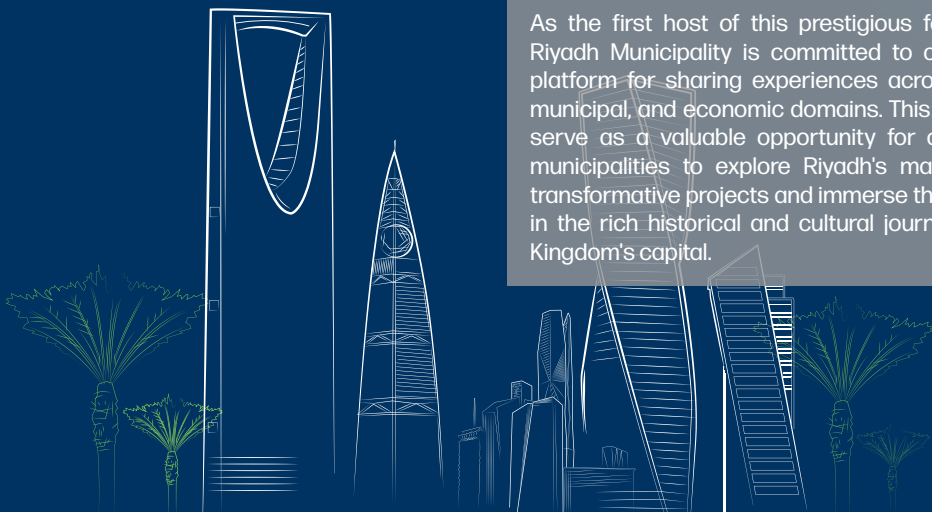 As the first host of this prestigious
Riyadh Municipality is committed to
platform for sharing experiences
municipal, and economic domains. This
serve as a valuable opportunity for
municipalities to explore Riyadh's
transformative projects and immerse
in the rich historical and cultural
Kingdom's capital.